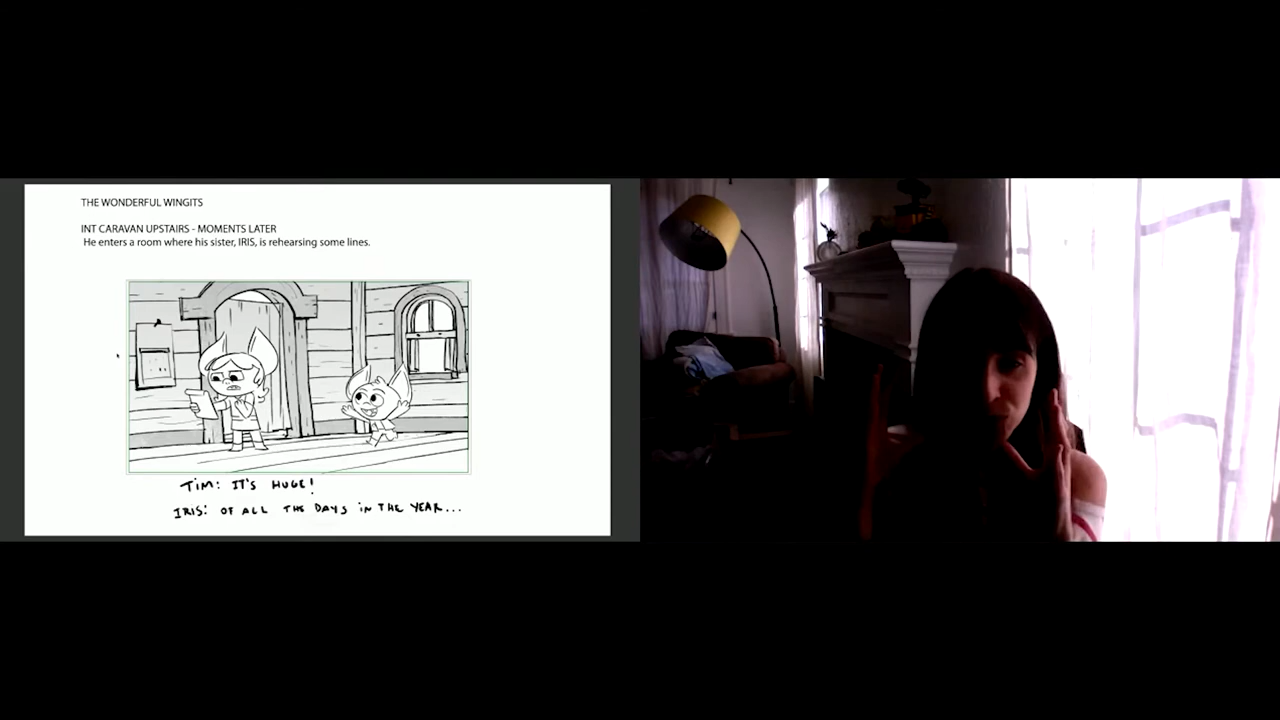 THE WONDERFUL WINGITS
INT CARAVAN UPSTAIRS - MOMENTS LATER
He enters a room where his sister, IRIS, is rehearsing some lines.
TIM: IT'S HUGE!
IRIS: OF ALL THE DAYS IN THE YEAR...